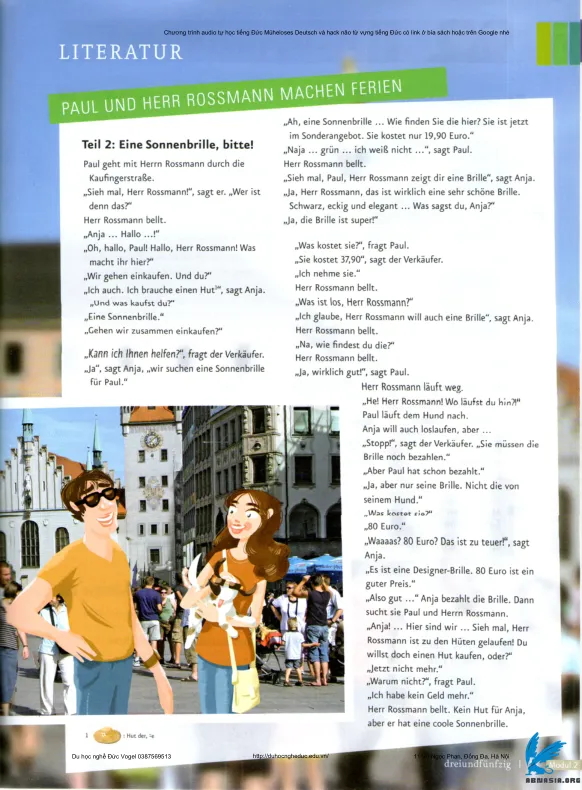 Chương trình audio tự học tiếng Đức Müheloses Deutsch và hack não từ vựng tiếng Đức có link ở bìa sách hoặc trên Google nhé
LITERATUR
PAUL UND HERR ROSSMANN MACHEN FERIEN
Teil 2: Eine Sonnenbrille, bitte!
Paul geht mit Herrn Rossmann durch die
Kaufingerstraße.
„Sieh mal, Herr Rossmann!", sagt er. „Wer ist
denn das?"
Herr Rossmann bellt.
„Anja ... Hallo ...!"
„Oh, hallo, Paul! Hallo, Herr Rossmann! Was
macht ihr hier?"
„Wir gehen einkaufen. Und du?"
„Ich auch. Ich brauche einen Hut¹", sagt Anja.
„Und was kaufst du?"
„Eine Sonnenbrille."
„Gehen wir zusammen einkaufen?"
„Kann ich Ihnen helfen?", fragt der Verkäufer.
„Ja", sagt Anja, „wir suchen eine Sonnenbrille
für Paul."
„Ah, eine Sonnenbrille ... Wie finden Sie die hier? Sie ist jetzt
im Sonderangebot. Sie kostet nur 19,90 Euro."
„Naja ... grün ... ich weiß nicht ...", sagt Paul.
Herr Rossmann bellt.
„Sieh mal, Paul, Herr Rossmann zeigt dir eine Brille", sagt Anja.
„Ja, Herr Rossmann, das ist wirklich eine sehr schöne Brille.
Schwarz, eckig und elegant ... Was sagst du, Anja?"
„Ja, die Brille ist super!"
„Was kostet sie?", fragt Paul.
„Sie kostet 37,90", sagt der Verkäufer.
„Ich nehme sie."
Herr Rossmann bellt.
„Was ist los, Herr Rossmann?"
„Ich glaube, Herr Rossmann will auch eine Brille", sagt Anja.
Herr Rossmann bellt.
„Na, wie findest du die?"
Herr Rossmann bellt.
„Ja, wirklich gut!", sagt Paul.
Herr Rossmann läuft weg.
„He! Herr Rossmann! Wo läufst du hin?!"
Paul läuft dem Hund nach.
Anja will auch loslaufen, aber ...
„Stopp!", sagt der Verkäufer. „Sie müssen die
Brille noch bezahlen."
„Aber Paul hat schon bezahlt."
„Ja, aber nur seine Brille. Nicht die von
seinem Hund."
„Was kostet sie?"
„80 Euro."
„Waaaas? 80 Euro? Das ist zu teuer!", sagt
Anja.
„Es ist eine Designer-Brille. 80 Euro ist ein
guter Preis."
„Also gut ..." Anja bezahlt die Brille. Dann
sucht sie Paul und Herrn Rossmann.
„Anja! ... Hier sind wir ... Sieh mal, Herr
Rossmann ist zu den Hüten gelaufen! Du
willst doch einen Hut kaufen, oder?"
„Jetzt nicht mehr."
„Warum nicht?", fragt Paul.
„Ich habe kein Geld mehr."
Herr Rossmann bellt. Kein Hut für Anja,
aber er hat eine coole Sonnenbrille.
1 Hut der, ¨-e
Du học nghề Đức Vogel 0387569513
http://duhocngheduc.edu.vn/
Phan, Đống Đa, Hà Nội
dreiundfünfzig
Modul 2
ABMASIA.ORG